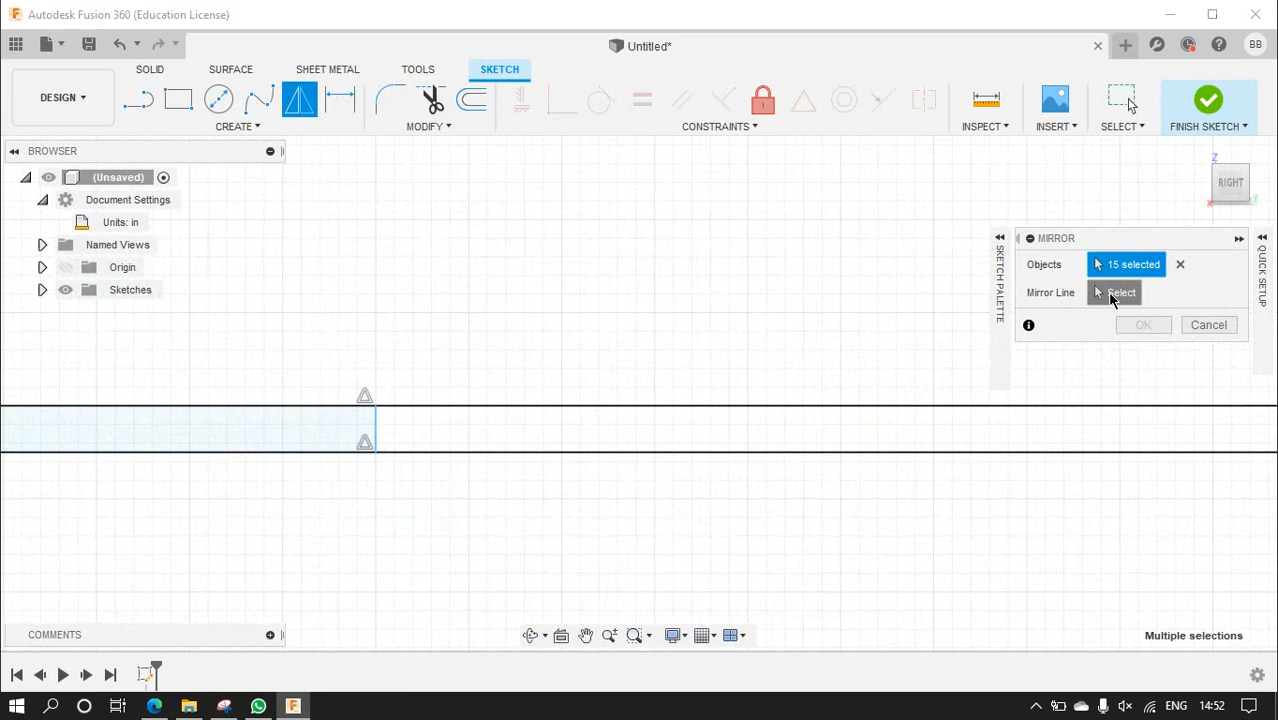 Autodesk Fusion 360 (Education License)
Untitled*
BB
DESIGN
SOLID SURFACE SHEET METAL TOOLS SKETCH
CREATE MODIFY CONSTRAINTS INSPECT INSERT SELECT FINISH SKETCH
BROWSER
(Unsaved)
Document Settings
Units: in
Named Views
Origin
Sketches
Z
RIGHT
X
Y
SKETCH PALETTE
QUICK SETUP
MIRROR
Objects 15 selected
Mirror Line Select
OK Cancel
COMMENTS
Multiple selections
ENG 14:52